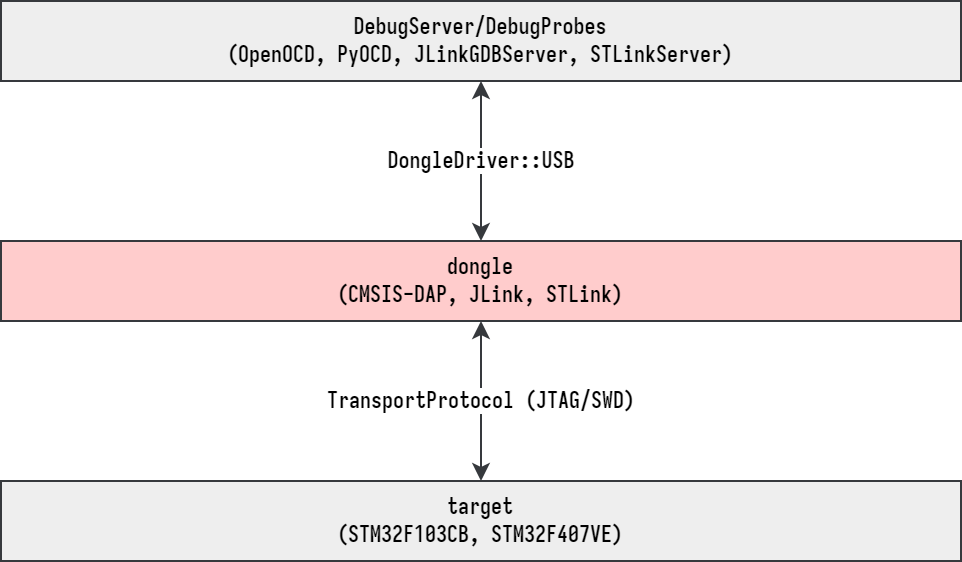 DebugServer/DebugProbes
(OpenOCD, PyOCD, JLinkGDBServer, STLinkServer)
DongleDriver::USB
dongle
(CMSIS-DAP, JLink, STLink)
TransportProtocol (JTAG/SWD)
target
(STM32F103CB, STM32F407VE)